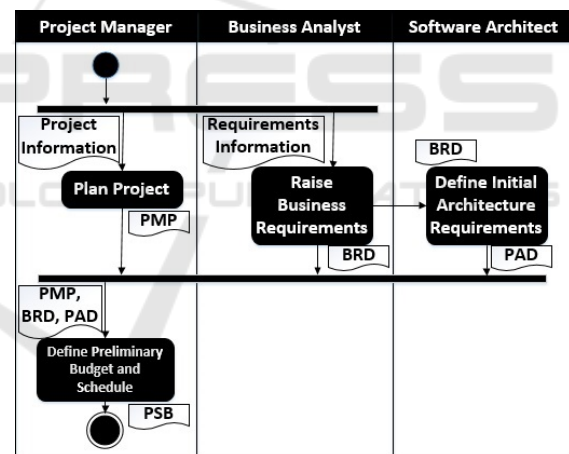 Project Manager
Business Analyst
Software Architect
Project
Information
Requirements
Information
BRD
Plan Project
Raise
Business
Requirements
Define Initial
Architecture
Requirements
PMP
BRD
PAD
PMP,
BRD, PAD
Define Preliminary
Budget and
Schedule
PSB